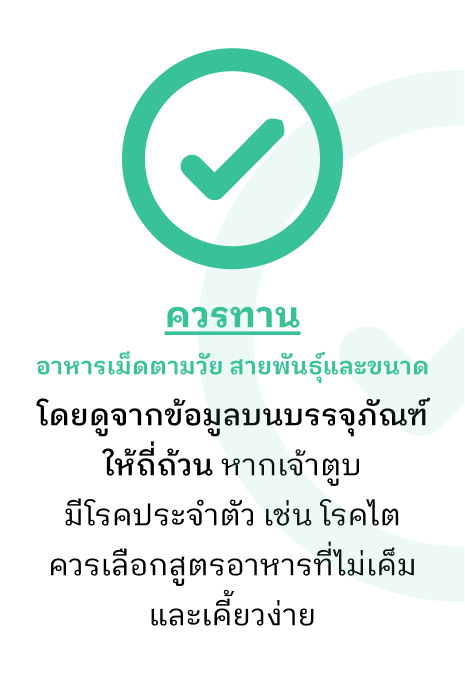 ควรทาน
อาหารเม็ดตามวัย สายพันธุ์และขนาด
โดยดูจากข้อมูลบนบรรจุภัณฑ์
ให้ถี่ถ้วน หากเจ้าตูบ
มีโรคประจำตัว เช่น โรคไต
ควรเลือกสูตรอาหารที่ไม่เค็ม
และเคี้ยวง่าย